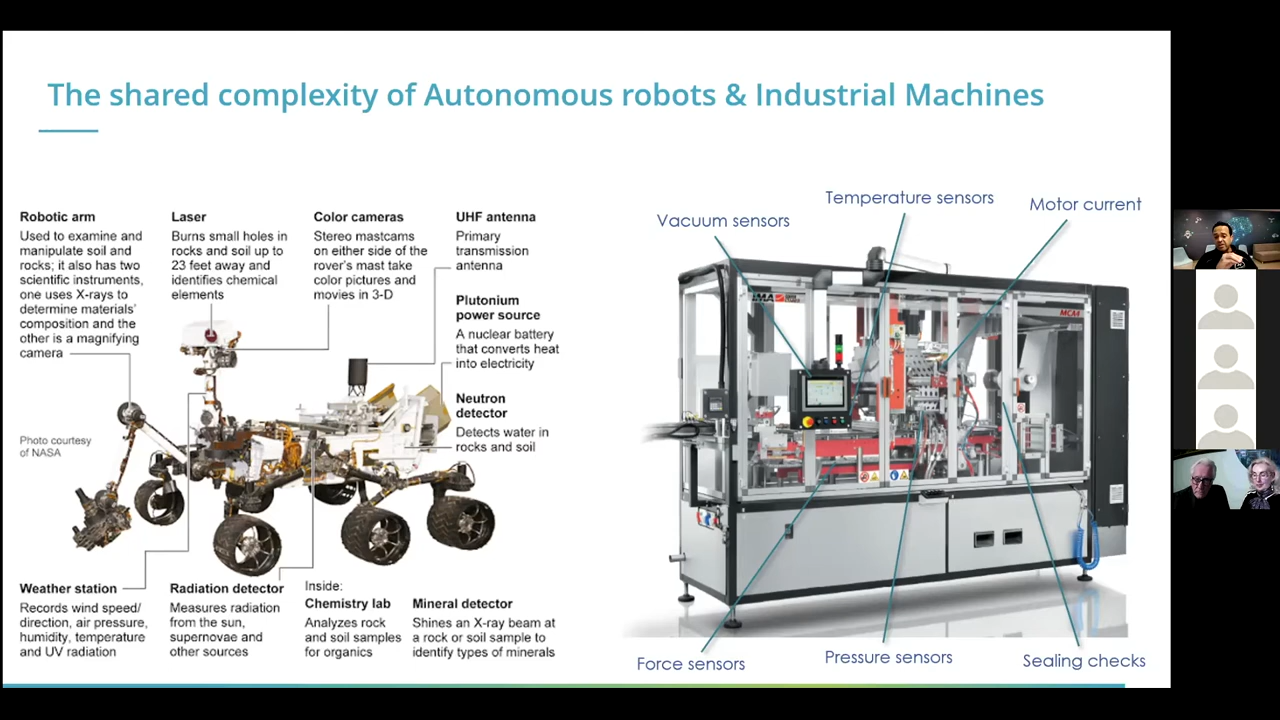 The shared complexity of Autonomous robots & Industrial Machines
Robotic arm
Used to examine and
manipulate soil and
rocks; it also has two
scientific instruments,
one uses X-rays to
determine materials'
composition and the
other is a magnifying
camera
Laser
Burns small holes in
rocks and soil up to
23 feet away and
identifies chemical
elements
Color cameras
Stereo mastcams
on either side of the
rover's mast take
color pictures and
movies in 3-D
UHF antenna
Primary
transmission
antenna
Plutonium
power source
A nuclear battery
that converts heat
into electricity
Neutron
detector
Detects water in
rocks and soil
Photo courtesy
of NASA
Weather station
Records wind speed/
direction, air pressure,
humidity, temperature
and UV radiation
Radiation detector
Measures radiation
from the sun,
supernovae and
other sources
Inside:
Chemistry lab
Analyzes rock
and soil samples
for organics
Mineral detector
Shines an X-ray beam at
a rock or soil sample to
identify types of minerals
Vacuum sensors
Temperature sensors
Motor current
MCA4
Force sensors
Pressure sensors
Sealing checks